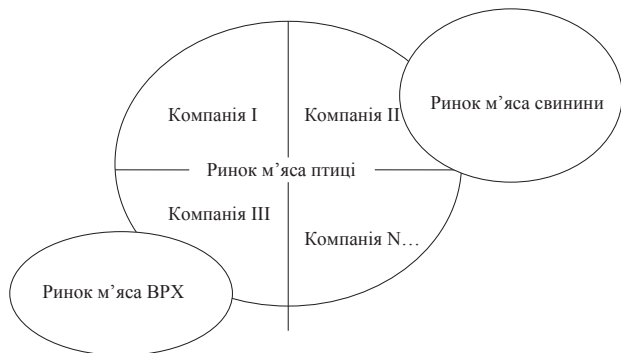 Компанія I
Компанія II
Ринок м’яса свинини
Ринок м’яса птиці
Компанія III
Компанія N…
Ринок м’яса ВРХ